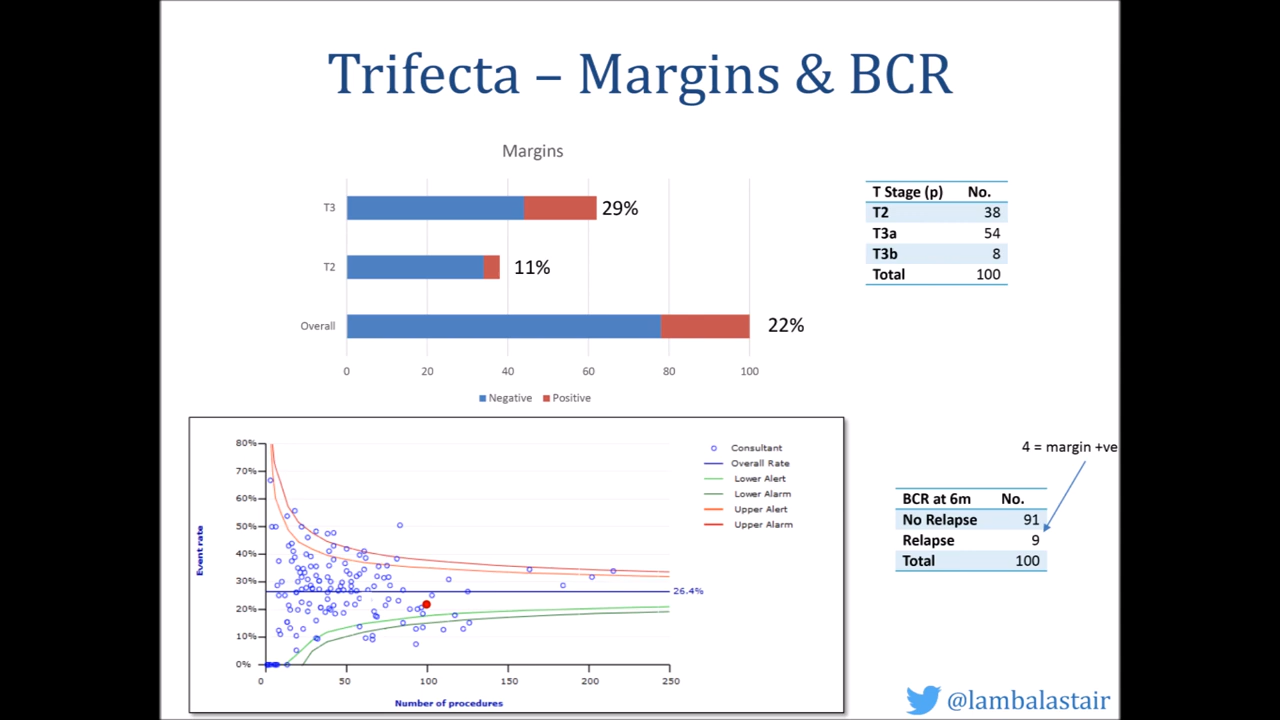 Trifecta – Margins & BCR
Margins
T3
29%
T2
11%
Overall
22%
0 20 40 60 80 100
Negative Positive
T Stage (p) No.
T2 38
T3a 54
T3b 8
Total 100
80%
70%
60%
50%
40%
30%
20%
10%
0%
Event rate
0 50 100 150 200 250
Number of procedures
26.4%
Consultant
Overall Rate
Lower Alert
Lower Alarm
Upper Alert
Upper Alarm
4 = margin +ve
BCR at 6m No.
No Relapse 91
Relapse 9
Total 100
@lambalastair